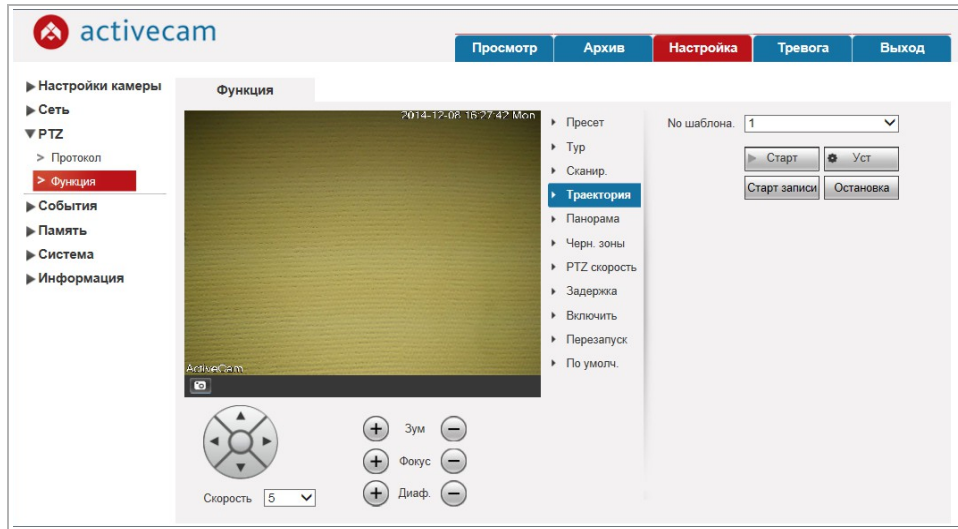 activecam
Просмотр
Архив
Настройка
Тревога
Выход
Настройки камеры
Сеть
PTZ
> Протокол
> Функция
События
Память
Система
Информация
Функция
2014-12-08 16:27:42 Mon
ActiveCam
Скорость 5
Зум
Фокус
Диаф.
Пресет
Тур
Сканир.
Траектория
Панорама
Черн. зоны
PTZ скорость
Задержка
Включить
Перезапуск
По умолч.
No шаблона. 1
Старт
Уст
Старт записи
Остановка